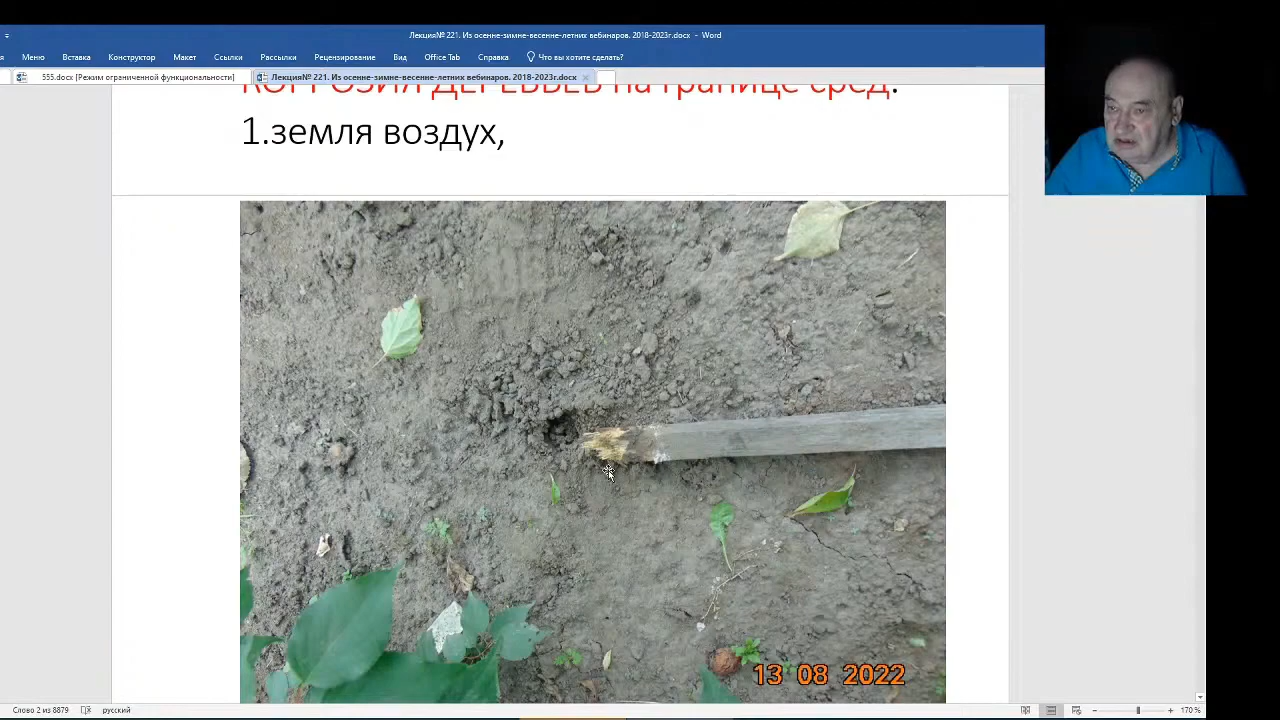 Лекция№ 221. Из осенне-зимне-весенне-летних вебинаров. 2018-2023г.docx - Word
Меню Вставка Конструктор Макет Ссылки Рассылки Рецензирование Вид Office Tab Справка Что вы хотите сделать?
555.docx [Режим ограниченной функциональности] Лекция№ 221. Из осенне-зимне-весенне-летних вебинаров. 2018-2023г.docx
КОРРОЗИЯ ДЕРЕВЬЕВ на границе сред.
1.земля воздух,
13 08 2022
Слово 2 из 8879 русский 170 %